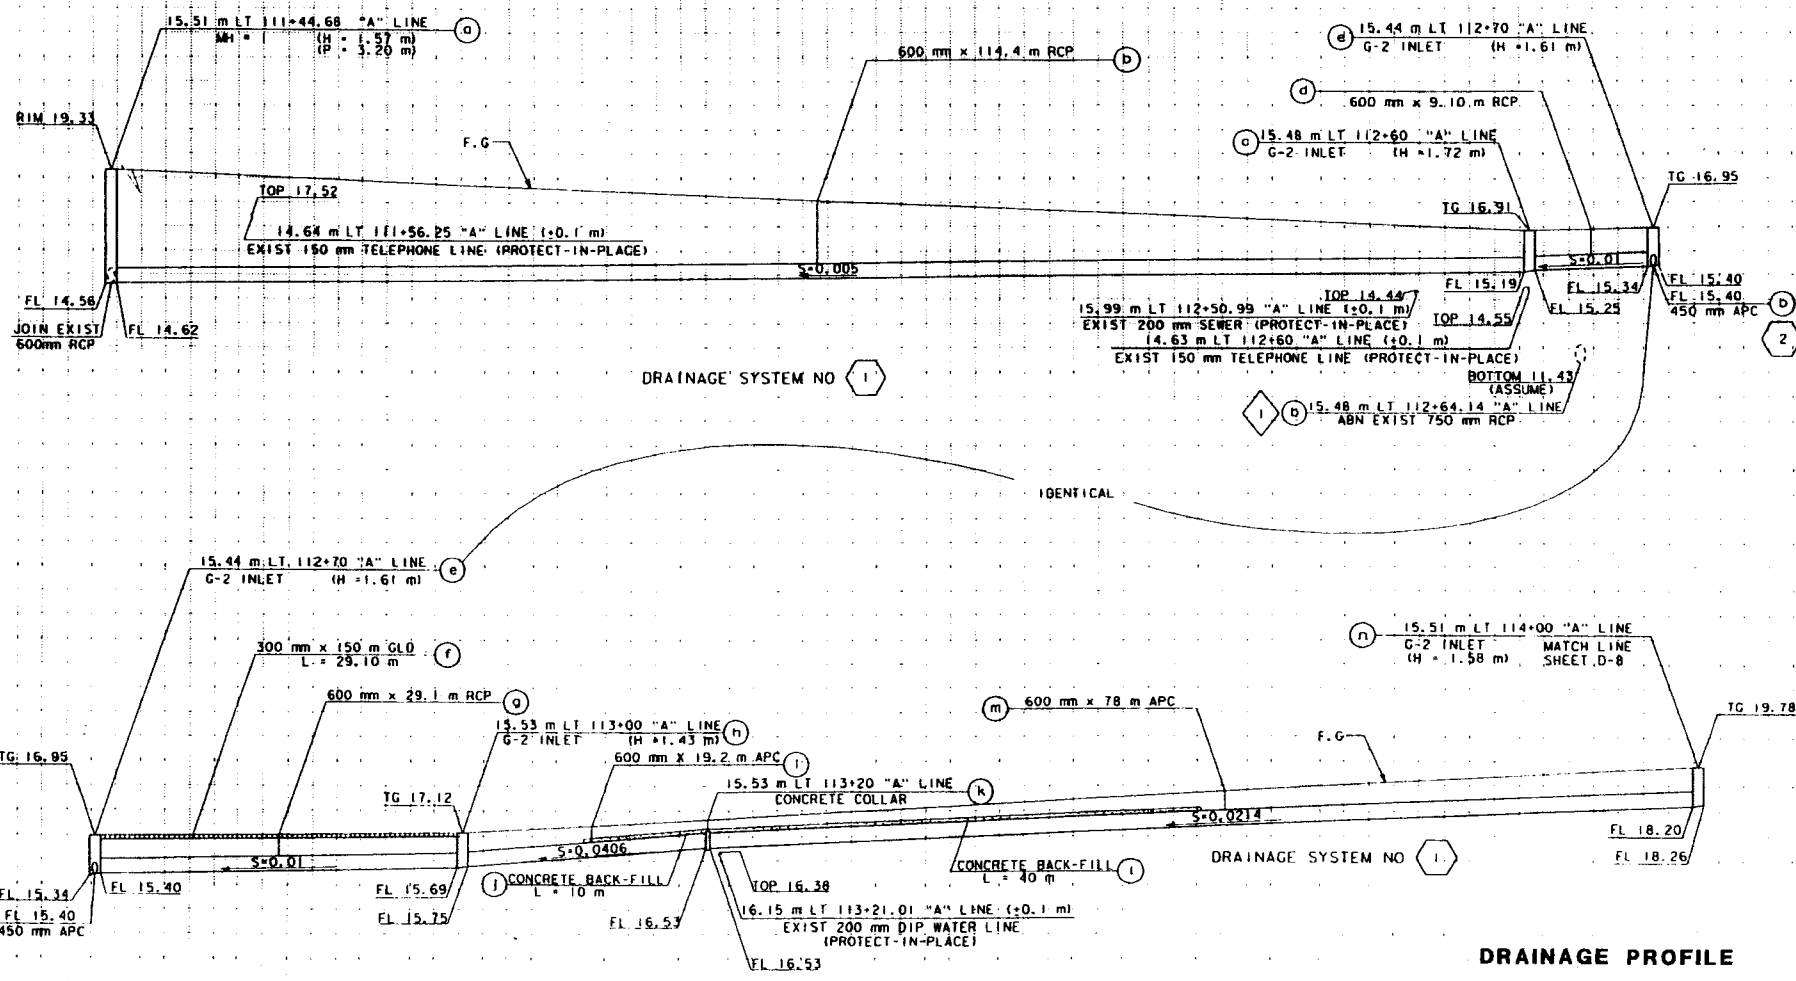 15.51 m LT 111+44.68 "A" LINE
MH = 1 (H = 1.57 m)
(P = 3.20 m)
a
RIM 19.33
F.G
600 mm x 114.4 m RCP
b
e
15.44 m LT 112+70 "A" LINE
G-2 INLET (H =1.61 m)
d
600 mm x 9.10 m RCP
15.48 m LT 112+60 "A" LINE
G-2 INLET (H =1.72 m)
TG 16.95
TG 16.91
TOP 17.52
14.64 m LT 111+56.25 "A" LINE (±0.1 m)
EXIST 150 mm TELEPHONE LINE (PROTECT-IN-PLACE)
S=0.005
S=0.01
FL 14.56
JOIN EXIST
600mm RCP
FL 14.62
FL 15.19
FL 15.34
FL 15.25
FL 15.40
FL 15.40
450 mm APC
b
2
TOP 14.44
15.99 m LT 112+50.99 "A" LINE (±0.1 m)
EXIST 200 mm SEWER (PROTECT-IN-PLACE)
TOP 14.55
14.63 m LT 112+60 "A" LINE (±0.1 m)
EXIST 150 mm TELEPHONE LINE (PROTECT-IN-PLACE)
DRAINAGE SYSTEM NO 1
BOTTOM 11.43
(ASSUME)
1 b 15.48 m LT 112+64.14 "A" LINE
ABN EXIST 750 mm RCP
IDENTICAL
15.44 m LT 112+70 "A" LINE
G-2 INLET (H =1.61 m)
e
300 mm x 150 m GLD
L = 29.10 m
f
600 mm x 29.1 m RCP
g
15.53 m LT 113+00 "A" LINE
G-2 INLET (H =1.43 m)
h
600 mm X 19.2 m APC
i
15.53 m LT 113+20 "A" LINE
CONCRETE COLLAR
k
m
600 mm x 78 m APC
n
15.51 m LT 114+00 "A" LINE
G-2 INLET MATCH LINE
(H = 1.58 m) SHEET D-8
F.G
TG 19.78
TG 16.95
TG 17.12
S=0.01
S=0.0406
S=0.0214
FL 15.34
FL 15.40
450 mm APC
FL 15.40
FL 15.69
FL 15.75
j
CONCRETE BACK-FILL
L = 10 m
FL 16.53
TOP 16.38
16.15 m LT 113+21.01 "A" LINE (±0.1 m)
EXIST 200 mm DIP WATER LINE
(PROTECT-IN-PLACE)
FL 16.53
CONCRETE BACK-FILL
L = 40 m
DRAINAGE SYSTEM NO 1
FL 18.20
FL 18.26
DRAINAGE PROFILE